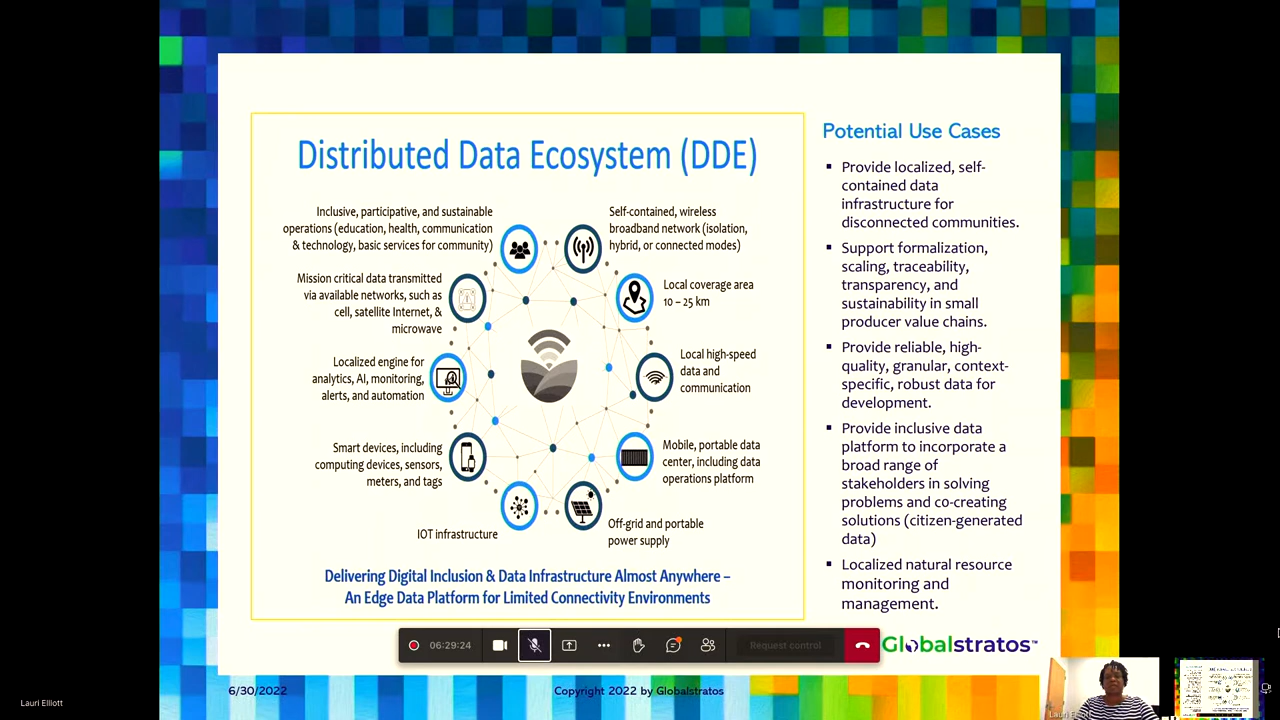 Distributed Data Ecosystem (DDE)
Inclusive, participative, and sustainable
operations (education, health, communication
& technology, basic services for community)
Mission critical data transmitted
via available networks, such as
cell, satellite Internet, &
microwave
Localized engine for
analytics, AI, monitoring,
alerts, and automation
Smart devices, including
computing devices, sensors,
meters, and tags
IOT infrastructure
Self-contained, wireless
broadband network (isolation,
hybrid, or connected modes)
Local coverage area
10 – 25 km
Local high-speed
data and
communication
Mobile, portable data
center, including data
operations platform
Off-grid and portable
power supply
Delivering Digital Inclusion & Data Infrastructure Almost Anywhere –
An Edge Data Platform for Limited Connectivity Environments
Potential Use Cases
▪ Provide localized, self-
contained data
infrastructure for
disconnected communities.
▪ Support formalization,
scaling, traceability,
transparency, and
sustainability in small
producer value chains.
▪ Provide reliable, high-
quality, granular, context-
specific, robust data for
development.
▪ Provide inclusive data
platform to incorporate a
broad range of
stakeholders in solving
problems and co-creating
solutions (citizen-generated
data)
▪ Localized natural resource
monitoring and
management.
06:29:24
Request control
Globalstratos™
6/30/2022
Copyright 2022 by Globalstratos
Lauri Elliott
Lauri Elliott